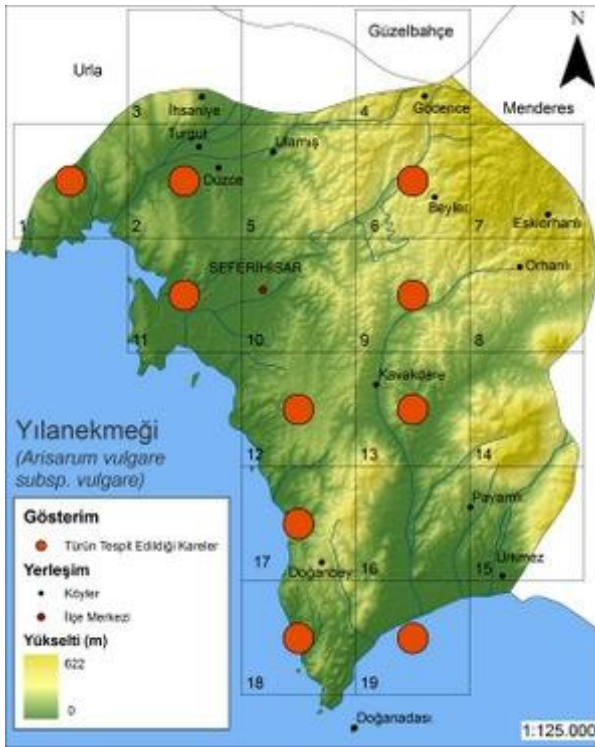 Güzelbahçe
N
Urla
Menderes
3
4
İhsaniye
Gödence
Turgut
Ulamış
Düzce
Beyler
Eskiorhanlı
1
2
5
6
7
SEFERİHİSAR
Orhanlı
11
10
9
8
Kavakdere
Yılanekmeği
(Arisarum vulgare
subsp. vulgare)
12
13
14
Payamlı
Gösterim
Türün Tespit Edildiği Kareler
Yerleşim
Köyler
İlçe Merkezi
Yükselti (m)
622
0
17
Doğanbey
16
15
Ürkmez
18
19
Doğanadası
1:125.000